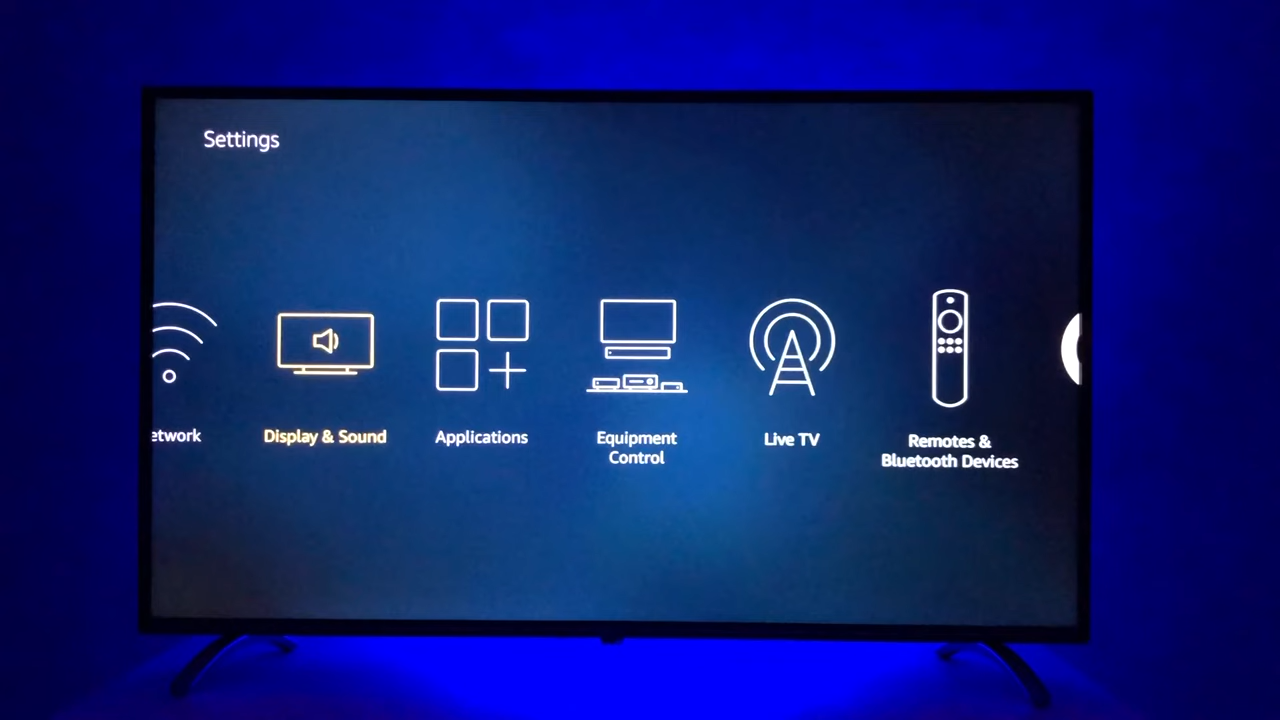 Settings
etwork
Display & Sound
Applications
Equipment
Control
Live TV
Remotes &
Bluetooth Devices